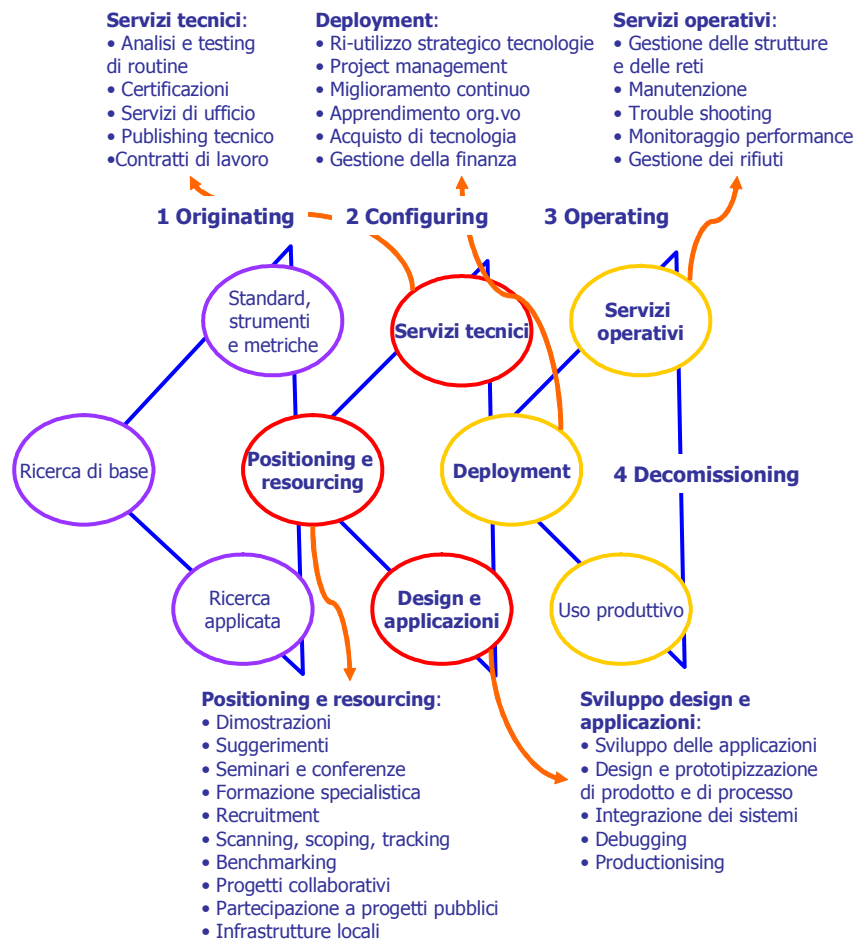 Servizi tecnici:
• Analisi e testing
di routine
• Certificazioni
• Servizi di ufficio
• Publishing tecnico
•Contratti di lavoro
Deployment:
• Ri-utilizzo strategico tecnologie
• Project management
• Miglioramento continuo
• Apprendimento org.vo
• Acquisto di tecnologia
• Gestione della finanza
Servizi operativi:
• Gestione delle strutture
e delle reti
• Manutenzione
• Trouble shooting
• Monitoraggio performance
• Gestione dei rifiuti
1 Originating
2 Configuring
3 Operating
Standard,
strumenti
e metriche
Servizi tecnici
Servizi
operativi
Ricerca di base
Positioning e
resourcing
Deployment
4 Decomissioning
Ricerca
applicata
Design e
applicazioni
Uso produttivo
Positioning e resourcing:
• Dimostrazioni
• Suggerimenti
• Seminari e conferenze
• Formazione specialistica
• Recruitment
• Scanning, scoping, tracking
• Benchmarking
• Progetti collaborativi
• Partecipazione a progetti pubblici
• Infrastrutture locali
Sviluppo design e
applicazioni:
• Sviluppo delle applicazioni
• Design e prototipizzazione
di prodotto e di processo
• Integrazione dei sistemi
• Debugging
• Productionising